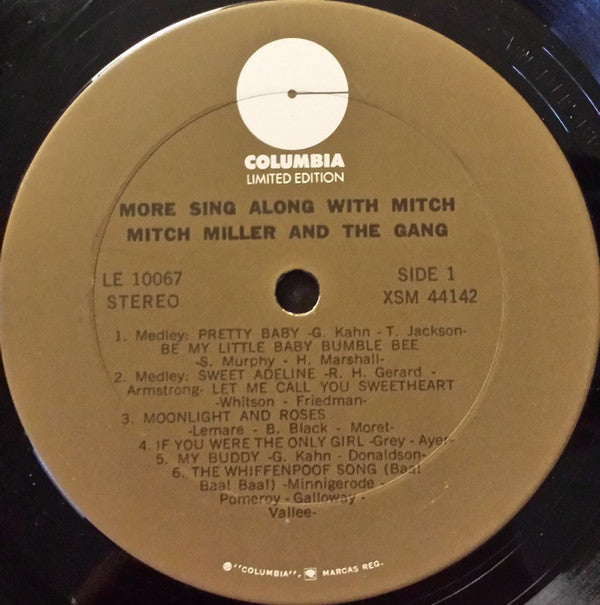 COLUMBIA
LIMITED EDITION
MORE SING ALONG WITH MITCH
MITCH MILLER AND THE GANG
LE 10067 SIDE 1
STEREO XSM 44142
1. Medley: PRETTY BABY -G. Kahn - T. Jackson-
BE MY LITTLE BABY BUMBLE BEE
-S. Murphy - H. Marshall-
2. Medley: SWEET ADELINE -R. H. Gerard -
Armstrong- LET ME CALL YOU SWEETHEART
-Whitson - Friedman-
3. MOONLIGHT AND ROSES
-Lemare - B. Black - Moret-
4. IF YOU WERE THE ONLY GIRL -Grey - Ayer-
5. MY BUDDY -G. Kahn - Donaldson-
6. THE WHIFFENPOOF SONG (Baa!
Baa! Baa!) -Minnigerode -
Pomeroy - Galloway -
Vallee-
℗ "COLUMBIA", MARCAS REG.